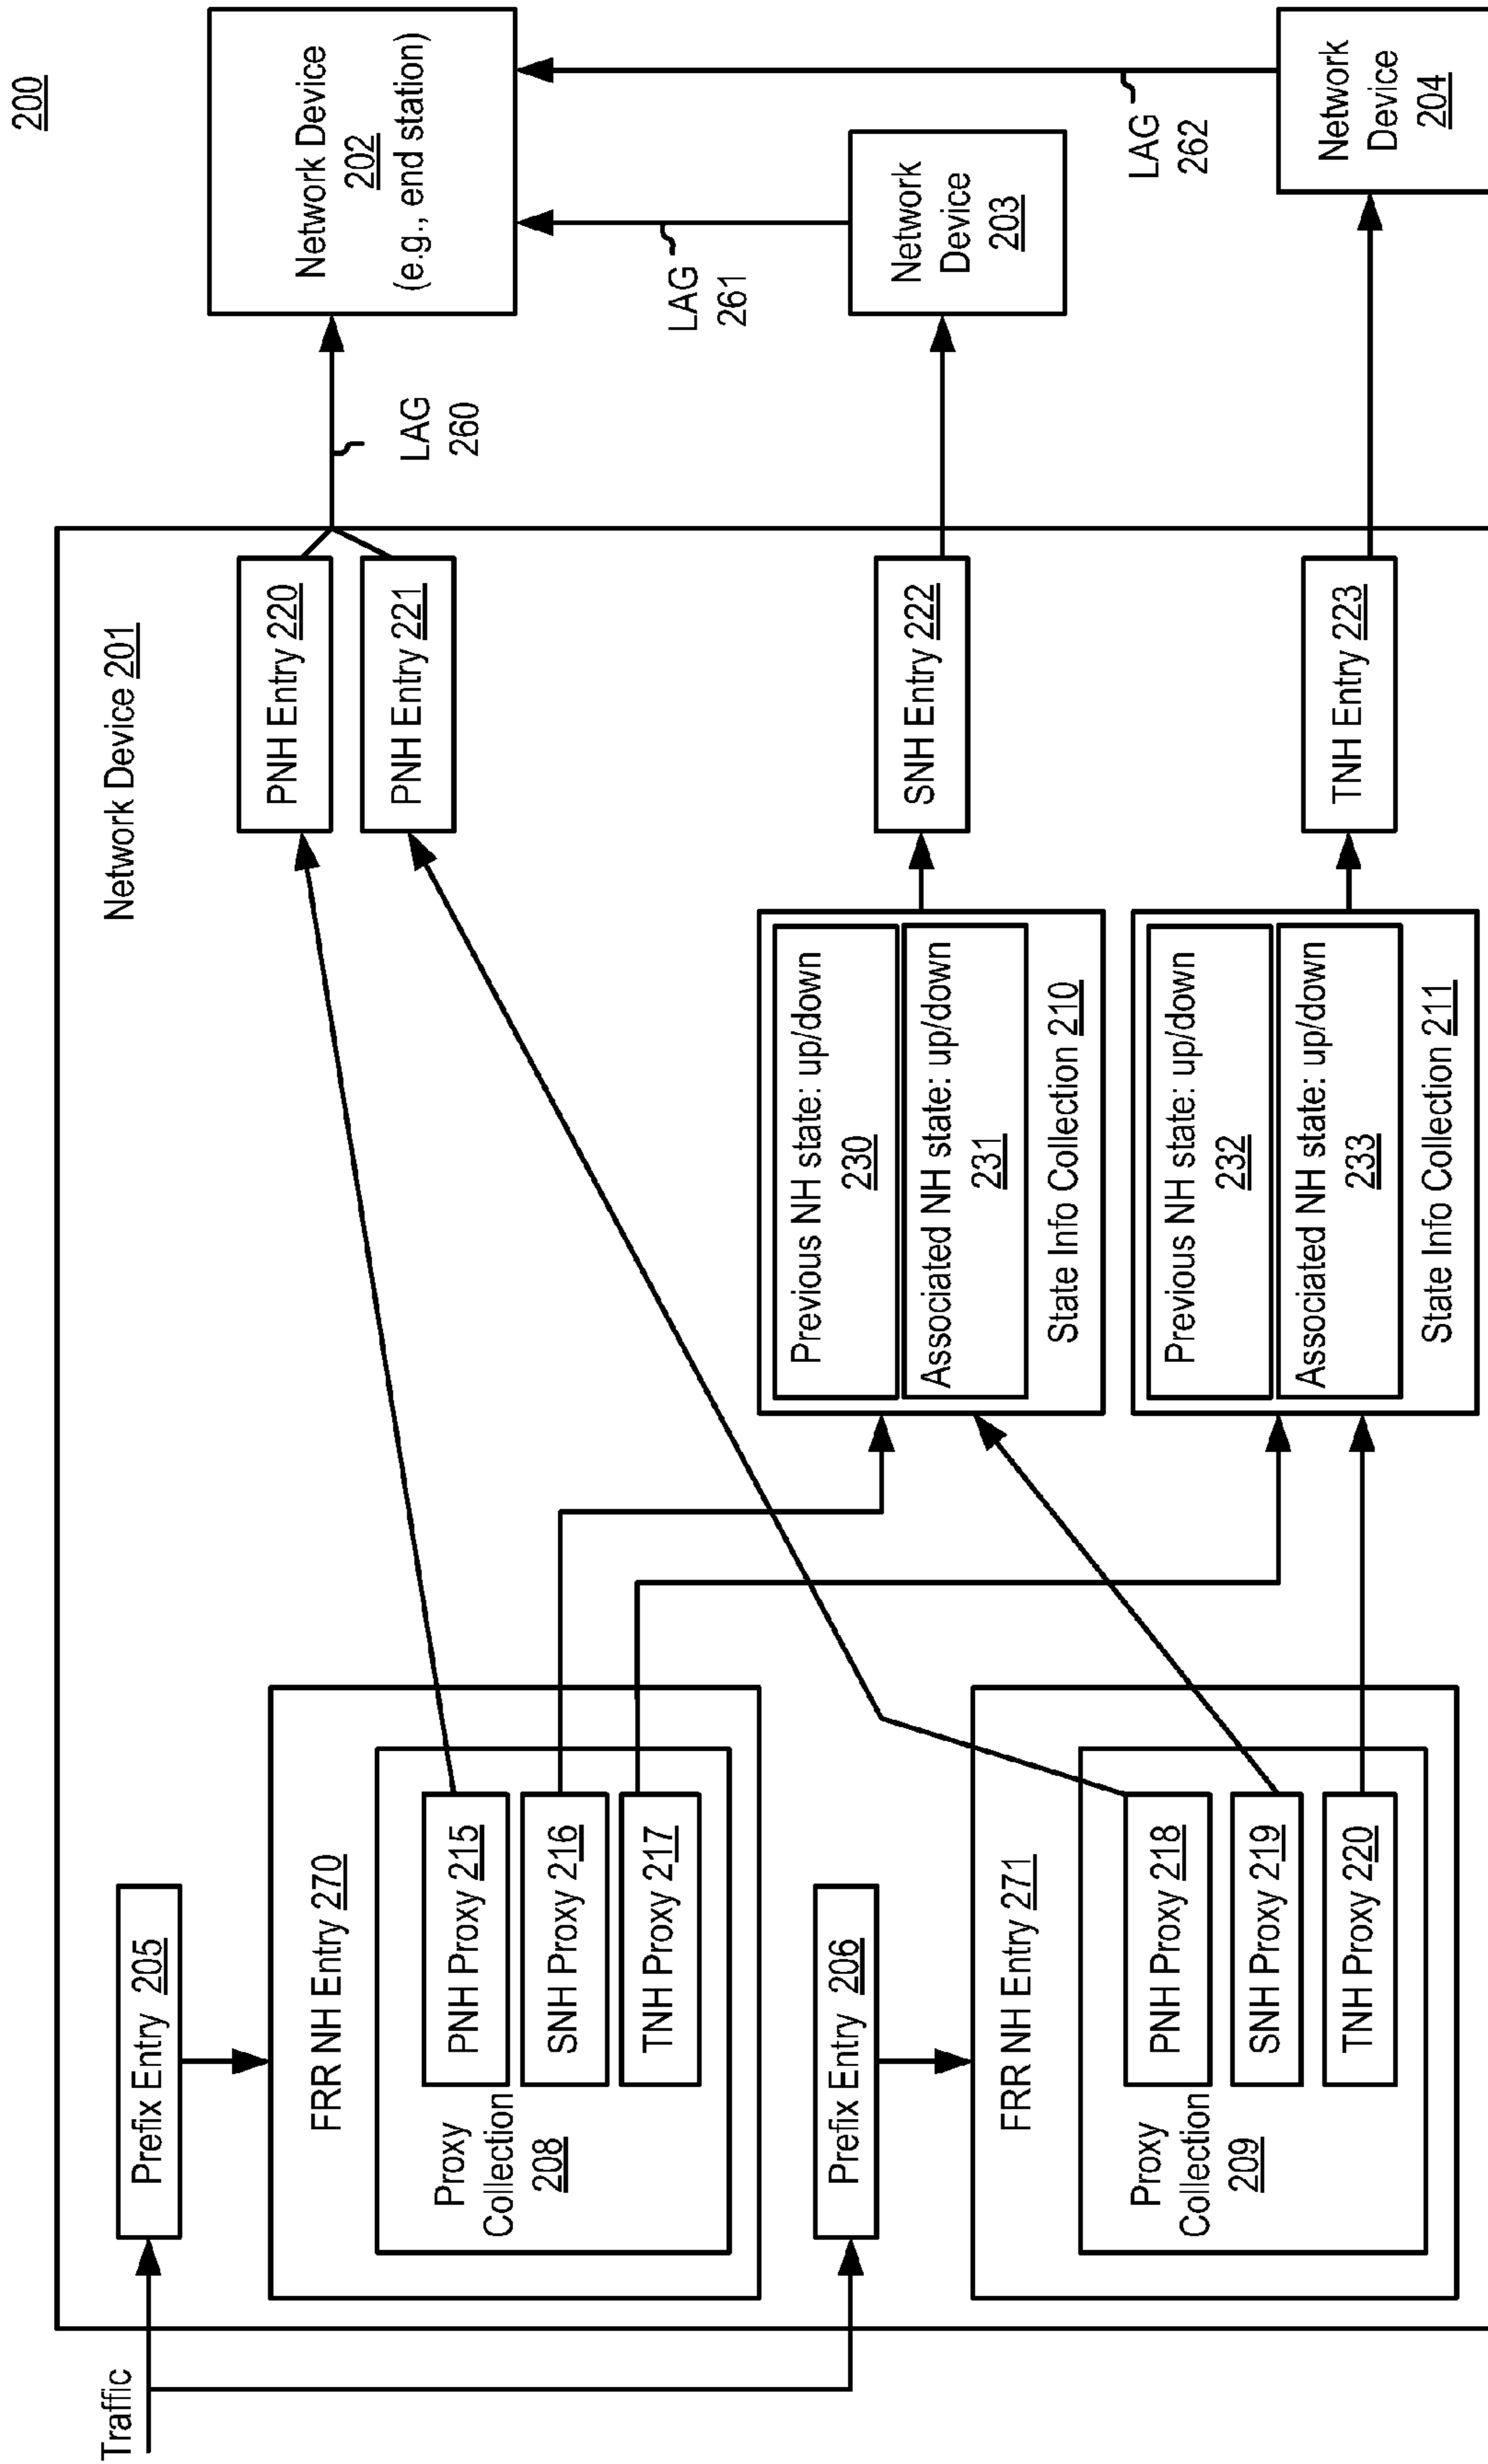 200
Traffic
Network Device 201
Prefix Entry 205
FRR NH Entry 270
Proxy
Collection
208
PNH Proxy 215
SNH Proxy 216
TNH Proxy 217
Prefix Entry 206
FRR NH Entry 271
Proxy
Collection
209
PNH Proxy 218
SNH Proxy 219
TNH Proxy 220
Previous NH state: up/down
230
Associated NH state: up/down
231
State Info Collection 210
Previous NH state: up/down
232
Associated NH state: up/down
233
State Info Collection 211
PNH Entry 220
PNH Entry 221
SNH Entry 222
TNH Entry 223
LAG
260
Network Device
202
(e.g., end station)
LAG
261
Network
Device
203
LAG
262
Network
Device
204